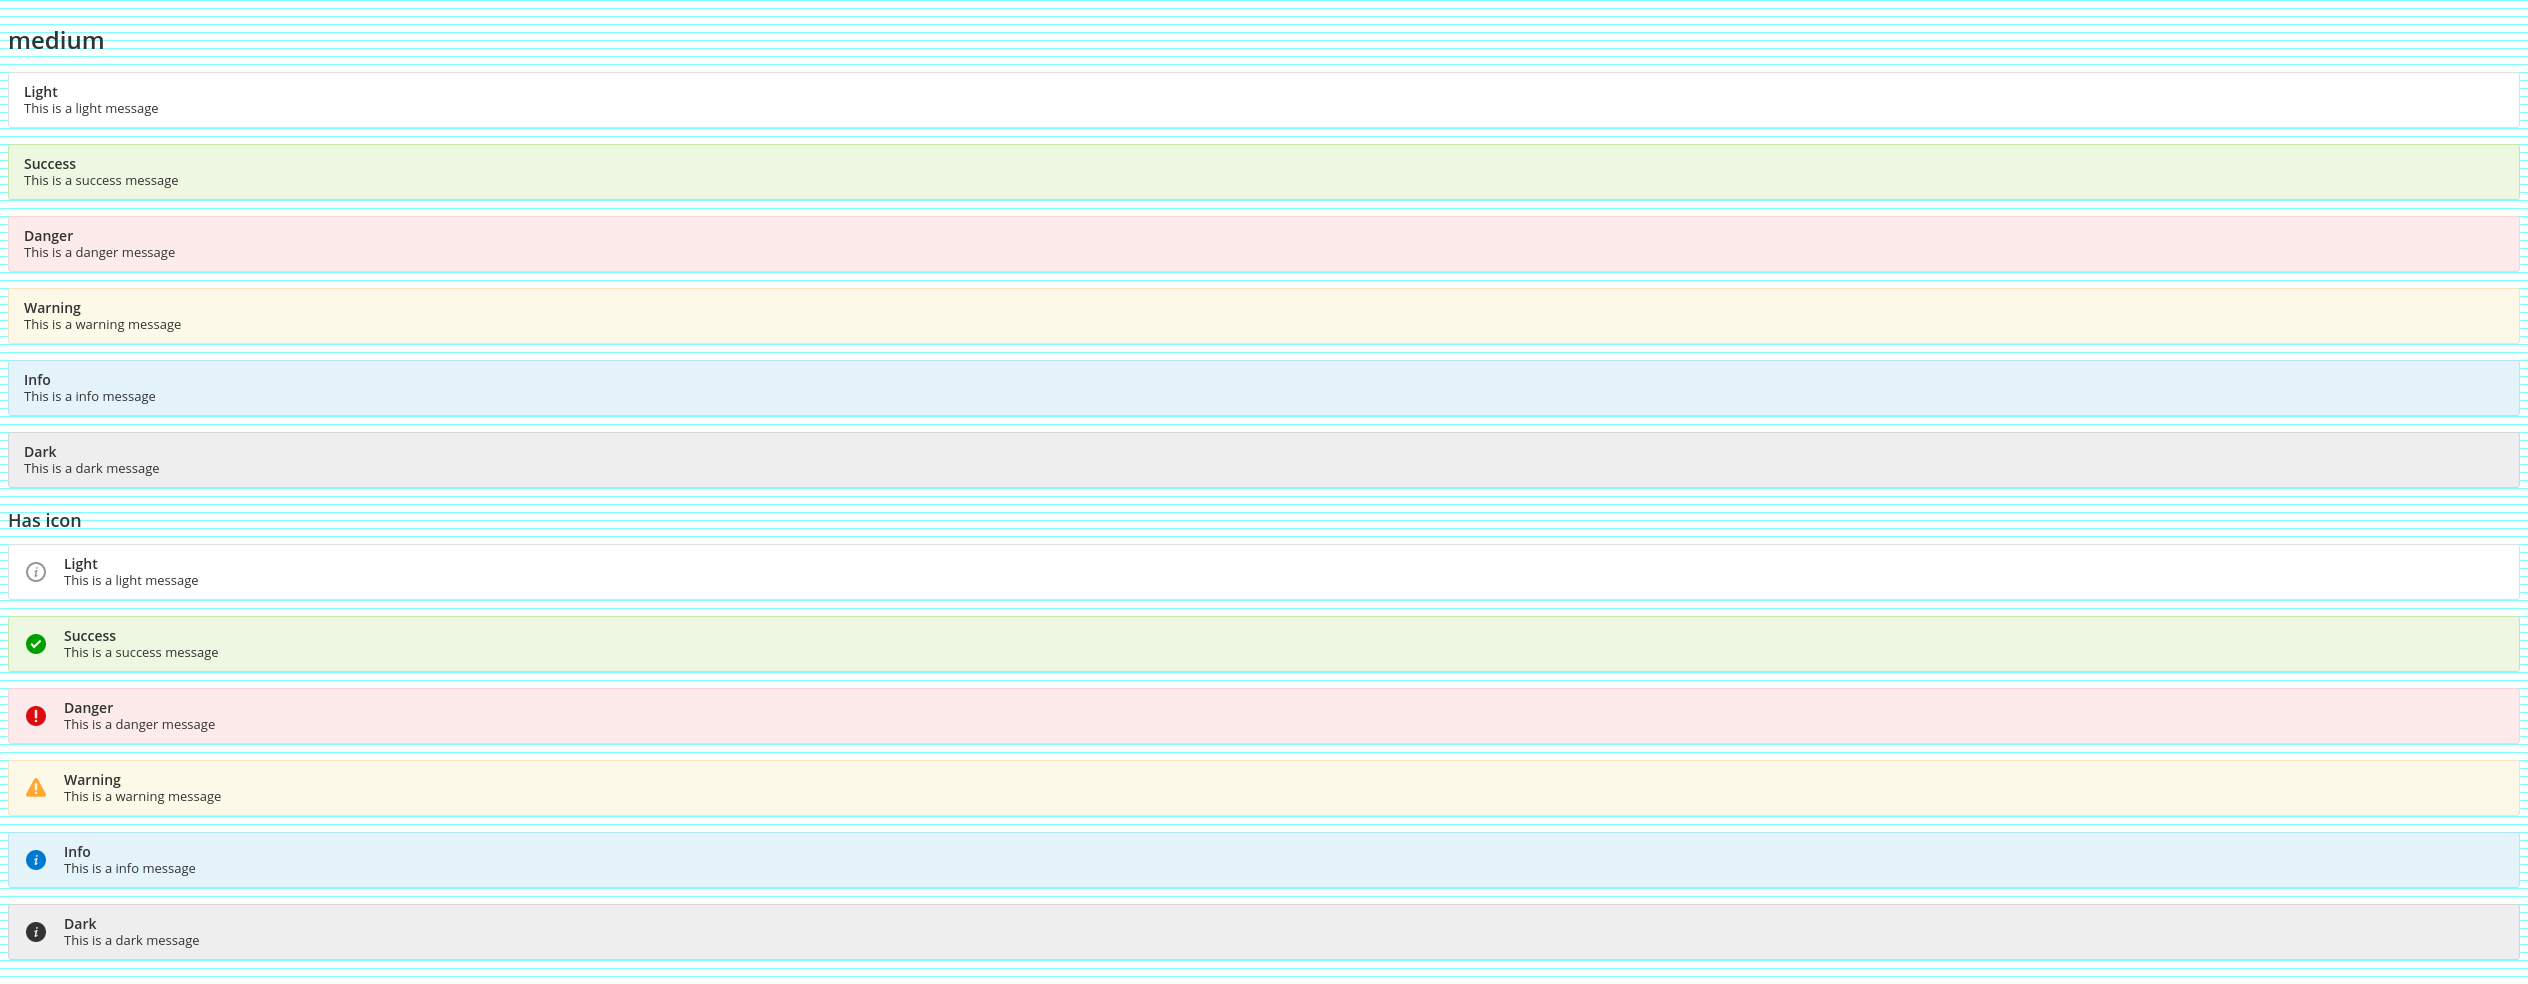 medium
Light
This is a light message
Success
This is a success message
Danger
This is a danger message
Warning
This is a warning message
Info
This is a info message
Dark
This is a dark message
Has icon
Light
This is a light message
Success
This is a success message
Danger
This is a danger message
Warning
This is a warning message
Info
This is a info message
Dark
This is a dark message